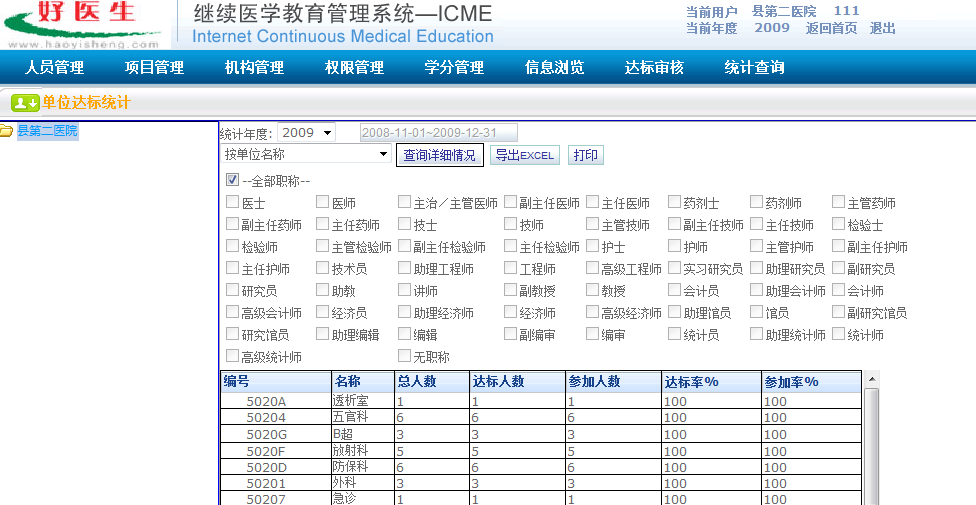 好医生
www.haoyisheng.com
继续医学教育管理系统—ICME
Internet Continuous Medical Education
当前用户 县第二医院 111
当前年度 2009 返回首页 退出
人员管理 项目管理 机构管理 权限管理 学分管理 信息浏览 达标审核 统计查询
单位达标统计
县第二医院
统计年度: 2009 2008-11-01~2009-12-31
按单位名称 查询详细情况 导出EXCEL 打印
--全部职称--
医士 医师 主治／主管医师 副主任医师 主任医师 药剂士 药剂师 主管药师
副主任药师 主任药师 技士 技师 主管技师 副主任技师 主任技师 检验士
检验师 主管检验师 副主任检验师 主任检验师 护士 护师 主管护师 副主任护师
主任护师 技术员 助理工程师 工程师 高级工程师 实习研究员 助理研究员 副研究员
研究员 助教 讲师 副教授 教授 会计员 助理会计师 会计师
高级会计师 经济员 助理经济师 经济师 高级经济师 助理馆员 馆员 副研究馆员
研究馆员 助理编辑 编辑 副编审 编审 统计员 助理统计师 统计师
高级统计师 无职称
编号 名称 总人数 达标人数 参加人数 达标率% 参加率%
5020A 透析室 1 1 1 100 100
50204 五官科 6 6 6 100 100
5020G B超 3 3 3 100 100
5020F 放射科 5 5 5 100 100
5020D 防保科 6 6 6 100 100
50201 外科 3 3 3 100 100
50207 急诊 1 1 1 100 100